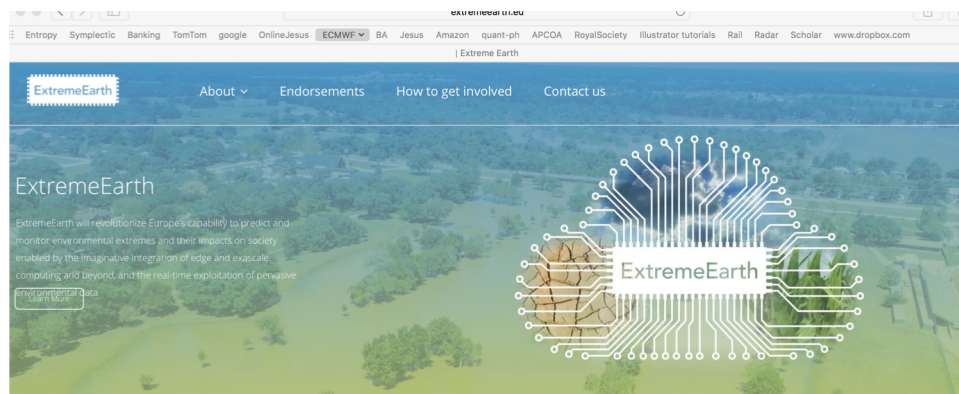 extremeearth.eu
Entropy Symplectic Banking TomTom google OnlineJesus ECMWF BA Jesus Amazon quant-ph APCOA RoyalSociety Illustrator tutorials Rail Radar Scholar www.dropbox.com
| Extreme Earth
ExtremeEarth About Endorsements How to get involved Contact us
ExtremeEarth
ExtremeEarth will revolutionize Europe's capability to predict and
monitor environmental extremes and their impacts on society
enabled by the imaginative integration of edge and exascale
computing and beyond, and the real-time exploitation of pervasive
environmental data
Learn More
ExtremeEarth